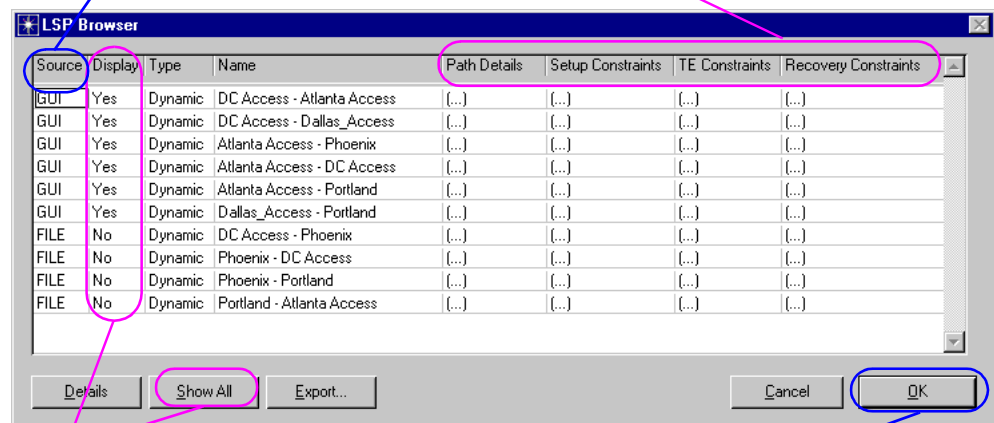 LSP Browser
Source Display Type Name Path Details Setup Constraints TE Constraints Recovery Constraints
GUI Yes Dynamic DC Access - Atlanta Access (...) (...) (...) (...)
GUI Yes Dynamic DC Access - Dallas_Access (...) (...) (...) (...)
GUI Yes Dynamic Atlanta Access - Phoenix (...) (...) (...) (...)
GUI Yes Dynamic Atlanta Access - DC Access (...) (...) (...) (...)
GUI Yes Dynamic Atlanta Access - Portland (...) (...) (...) (...)
GUI Yes Dynamic Dallas_Access - Portland (...) (...) (...) (...)
FILE No Dynamic DC Access - Phoenix (...) (...) (...) (...)
FILE No Dynamic Phoenix - DC Access (...) (...) (...) (...)
FILE No Dynamic Phoenix - Portland (...) (...) (...) (...)
FILE No Dynamic Portland - Atlanta Access (...) (...) (...) (...)
Details Show All Export... Cancel OK